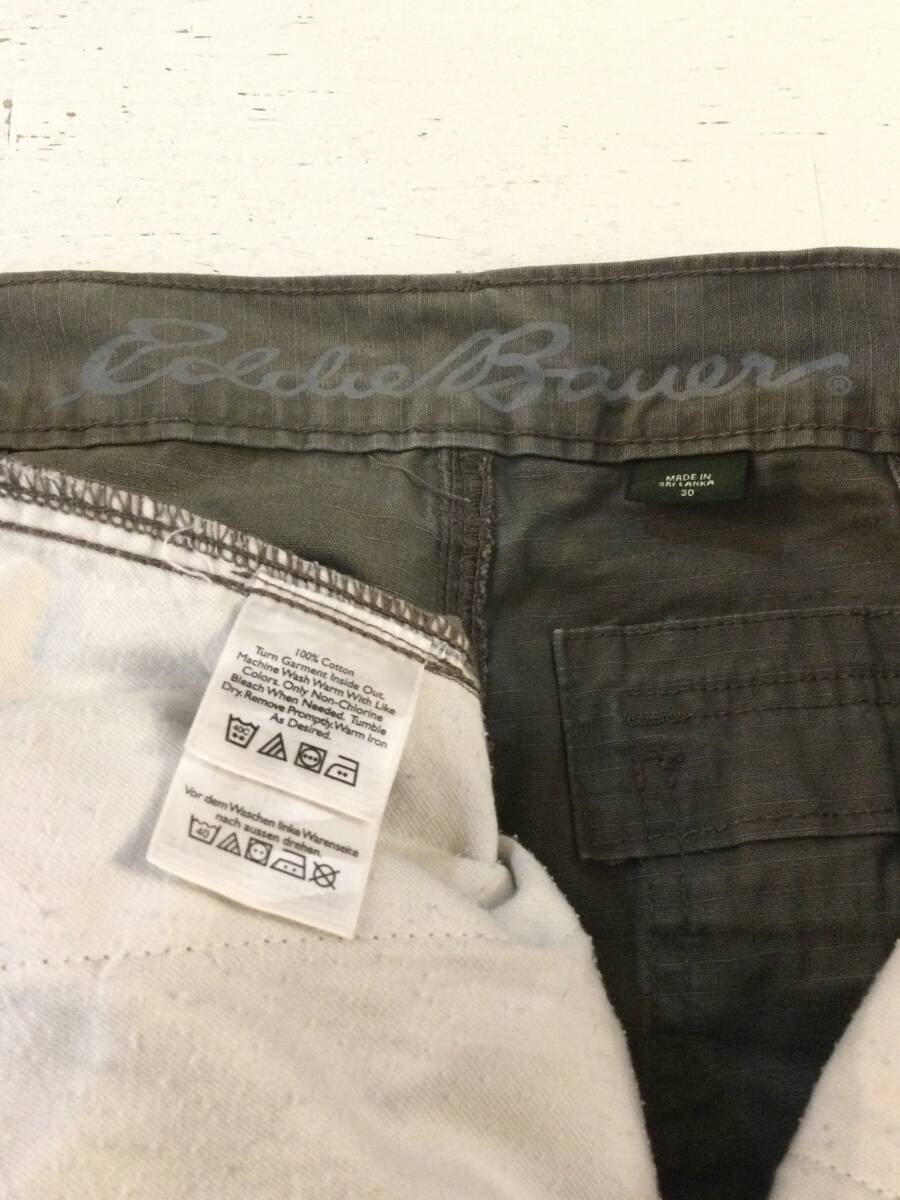 Eddie Bauer®
MADE IN
SRI LANKA
30
100% Cotton
Turn Garment Inside Out.
Machine Wash Warm With Like
Colors. Only Non-Chlorine
Bleach When Needed. Tumble
Dry. Remove Promptly. Warm Iron
As Desired.
40C
Vor dem Waschen linke Warenseite
nach aussen drehen.
40